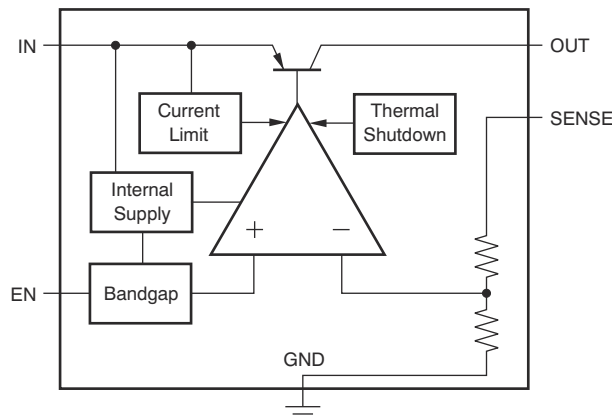 IN
OUT
Current
Limit
Thermal
Shutdown
SENSE
Internal
Supply
+
−
EN
Bandgap
GND